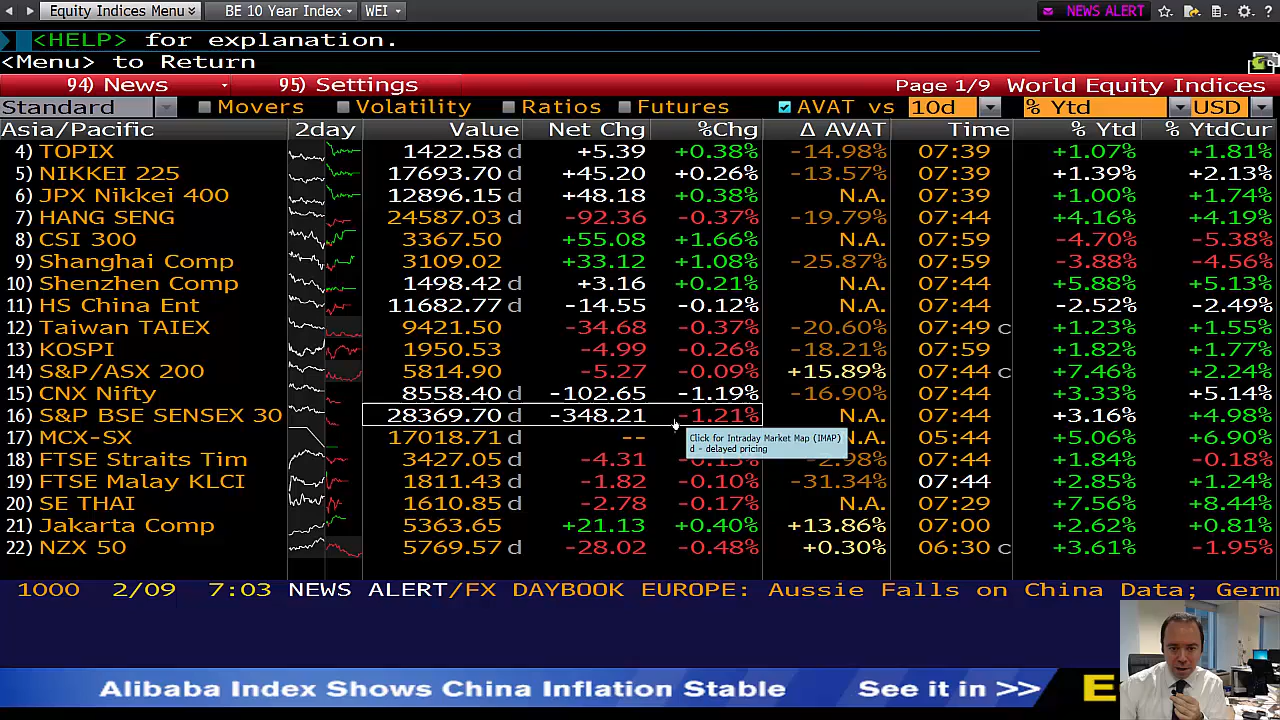 Equity Indices Menu BE 10 Year Index WEI NEWS ALERT
<HELP> for explanation.
<Menu> to Return
94) News 95) Settings Page 1/9 World Equity Indices
Standard Movers Volatility Ratios Futures AVAT vs 10d % Ytd USD
Asia/Pacific 2day Value Net Chg %Chg Δ AVAT Time % Ytd % YtdCur
4) TOPIX 1422.58 d +5.39 +0.38% -14.98% 07:39 +1.07% +1.81%
5) NIKKEI 225 17693.70 d +45.20 +0.26% -13.57% 07:39 +1.39% +2.13%
6) JPX Nikkei 400 12896.15 d +48.18 +0.38% N.A. 07:39 +1.00% +1.74%
7) HANG SENG 24587.03 d -92.36 -0.37% -19.79% 07:44 +4.16% +4.19%
8) CSI 300 3367.50 +55.08 +1.66% N.A. 07:59 -4.70% -5.38%
9) Shanghai Comp 3109.02 +33.12 +1.08% -25.87% 07:59 -3.88% -4.56%
10) Shenzhen Comp 1498.42 d +3.16 +0.21% N.A. 07:44 +5.88% +5.13%
11) HS China Ent 11682.77 d -14.55 -0.12% N.A. 07:44 -2.52% -2.49%
12) Taiwan TAIEX 9421.50 -34.68 -0.37% -20.60% 07:49 c +1.23% +1.55%
13) KOSPI 1950.53 -4.99 -0.26% -18.21% 07:59 +1.82% +1.77%
14) S&P/ASX 200 5814.90 -5.27 -0.09% +15.89% 07:44 c +7.46% +2.24%
15) CNX Nifty 8558.40 d -102.65 -1.19% -16.90% 07:44 +3.33% +5.14%
16) S&P BSE SENSEX 30 28369.70 d -348.21 -1.21% N.A. 07:44 +3.16% +4.98%
17) MCX-SX 17018.71 d -- N.A. 05:44 +5.06% +6.90%
18) FTSE Straits Tim 3427.05 d -4.31 -2.98% 07:44 +1.84% -0.18%
19) FTSE Malay KLCI 1811.43 d -1.82 -0.10% -31.34% 07:44 +2.85% +1.24%
20) SE THAI 1610.85 d -2.78 -0.17% N.A. 07:29 +7.56% +8.44%
21) Jakarta Comp 5363.65 +21.13 +0.40% +13.86% 07:00 +2.62% +0.81%
22) NZX 50 5769.57 d -28.02 -0.48% +0.30% 06:30 c +3.61% -1.95%
Click for Intraday Market Map (IMAP)
d - delayed pricing
1000 2/09 7:03 NEWS ALERT/FX DAYBOOK EUROPE: Aussie Falls on China Data; Germ
Alibaba Index Shows China Inflation Stable See it in >> E